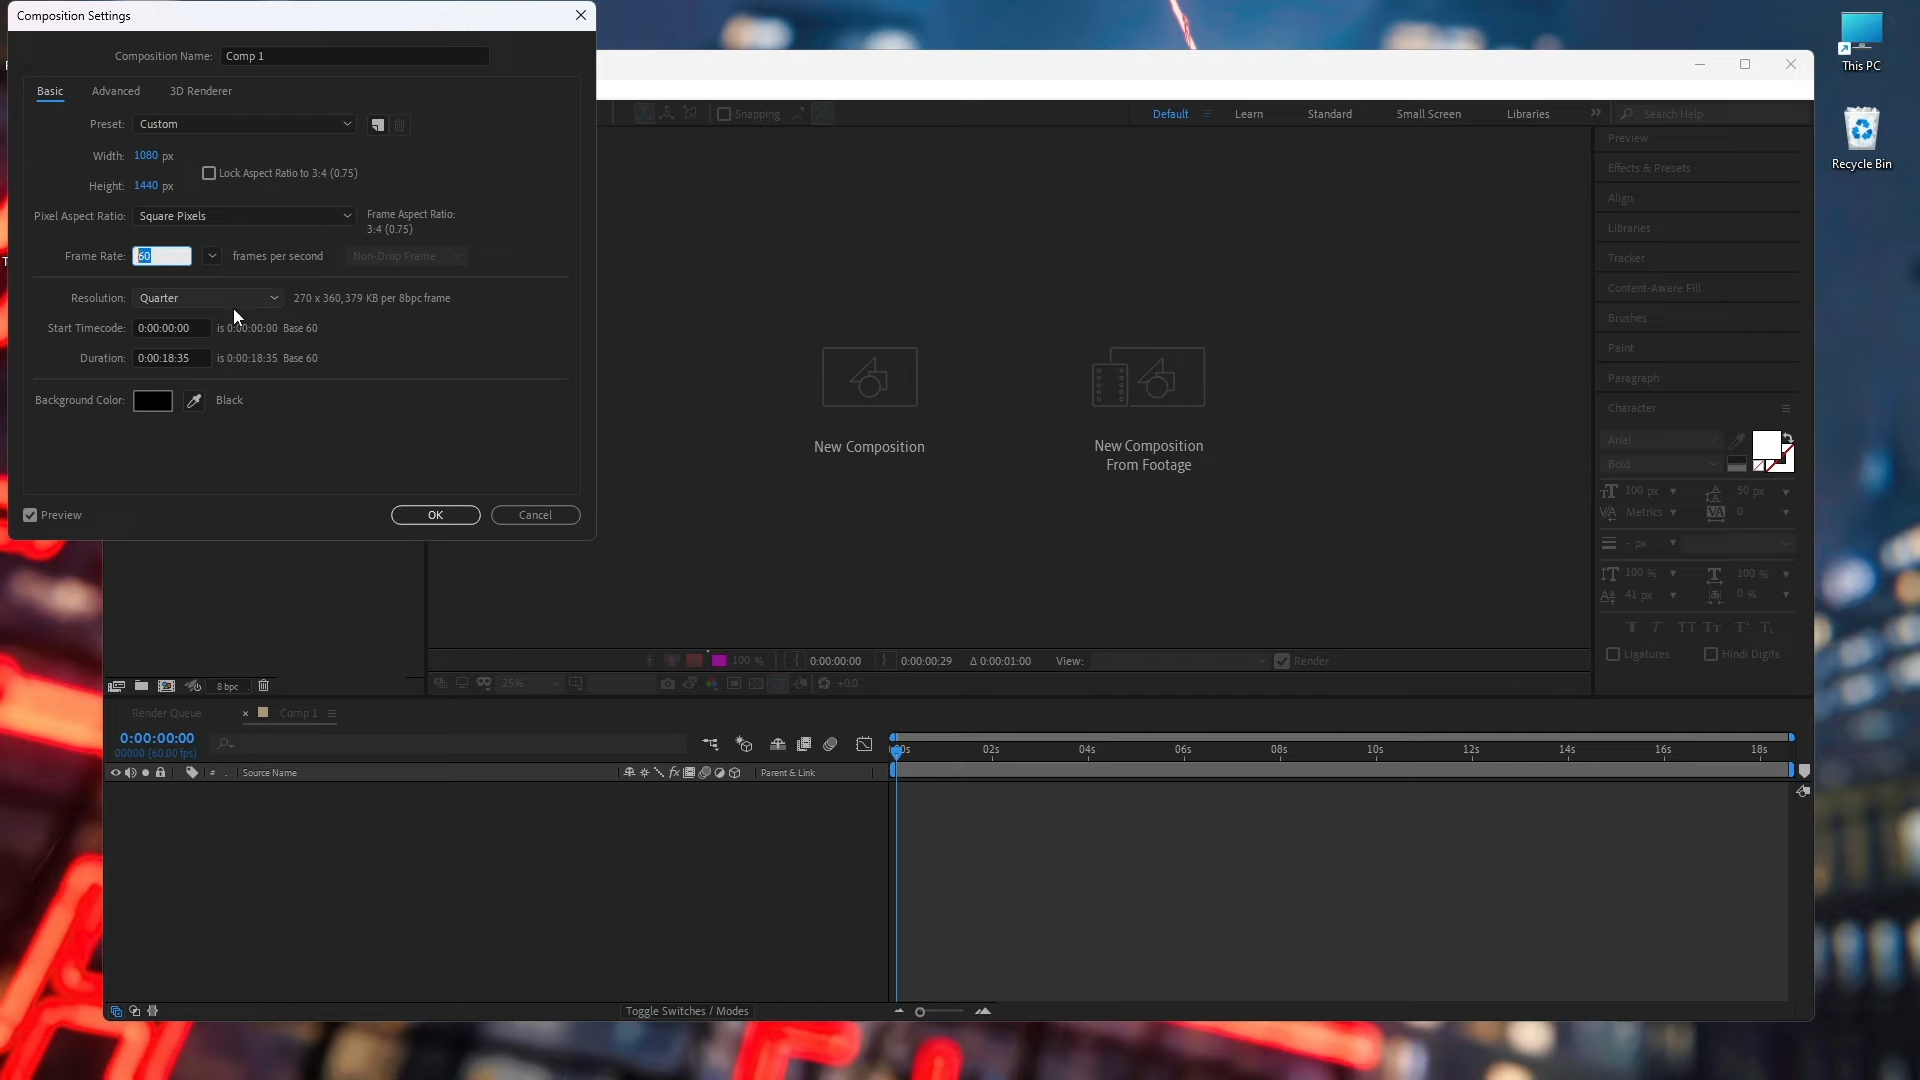 Composition Settings
Composition Name: Comp 1
Basic Advanced 3D Renderer
Preset: Custom
Width: 1080 px
Lock Aspect Ratio to 3:4 (0.75)
Height: 1440 px
Pixel Aspect Ratio: Square Pixels
Frame Aspect Ratio:
3:4 (0.75)
Frame Rate: 60 frames per second Non-Drop Frame
Resolution: Quarter 270 x 360, 379 KB per 8bpc frame
Start Timecode: 0:00:00:00 is 0:00:00:00 Base 60
Duration: 0:00:18:35 is 0:00:18:35 Base 60
Background Color: Black
Preview OK Cancel
Snapping Default Learn Standard Small Screen Libraries Search Help
New Composition
New Composition
From Footage
Preview
Effects & Presets
Align
Libraries
Tracker
Content-Aware Fill
Brushes
Paint
Paragraph
Character
Arial
Bold
100 px 50 px
Metrics 0
- px
100 % 100 %
41 px 0 %
Ligatures Hindi Digits
100 % 0:00:00:00 0:00:00:29 Δ 0:00:01:00 View: Render
8 bpc 25% +0.0
Render Queue Comp 1
0:00:00:00
00000 (60.00 fps)
:00s 02s 04s 06s 08s 10s 12s 14s 16s 18s
# Source Name Parent & Link
Toggle Switches / Modes
This PC
Recycle Bin